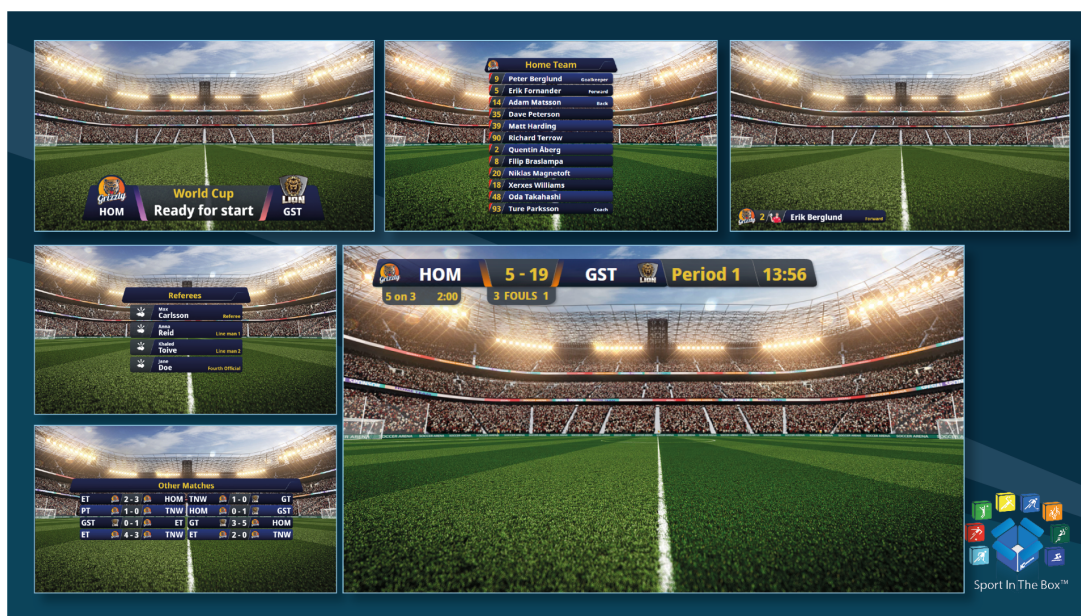 World Cup
Ready for start
Grizzly
HOM
LION
GST
Home Team
9 Peter Berglund Goalkeeper
5 Erik Fornander Forward
14 Adam Matsson Back
35 Dave Peterson
39 Matt Harding
90 Richard Terrow
2 Quentin Åberg
8 Filip Braslampa
20 Niklas Magnetoft
18 Xerxes Williams
48 Oda Takahashi
93 Ture Parksson Coach
Grizzly 2 Erik Berglund Forward
Referees
Max
Carlsson Referee
Anna
Reid Line man 1
Khaled
Toive Line man 2
Jane
Doe Fourth Official
Grizzly HOM 5 - 19 GST LION Period 1 13:56
5 on 3 2:00 3 FOULS 1
SOCCER ARENA
Other Matches
ET 2 - 3 HOM TNW 1 - 0 GT
PT 1 - 0 TNW HOM 0 - 1 GST
GST 0 - 1 ET GT 3 - 5 HOM
ET 4 - 3 TNW ET 2 - 0 TNW
Sport In The Box™